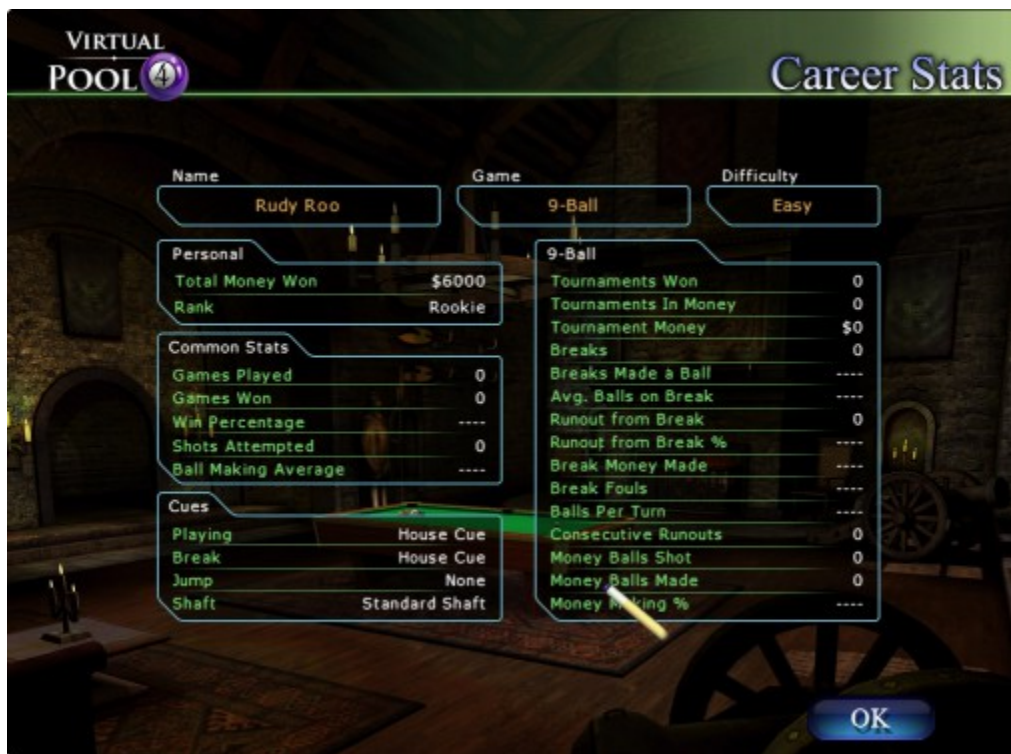 VIRTUAL
POOL 4
Career Stats
Name
Rudy Roo
Game
9-Ball
Difficulty
Easy
Personal
Total Money Won $6000
Rank Rookie
Common Stats
Games Played 0
Games Won 0
Win Percentage ----
Shots Attempted 0
Ball Making Average ----
Cues
Playing House Cue
Break House Cue
Jump None
Shaft Standard Shaft
9-Ball
Tournaments Won 0
Tournaments In Money 0
Tournament Money $0
Breaks 0
Breaks Made a Ball ----
Avg. Balls on Break ----
Runout from Break 0
Runout from Break % ----
Break Money Made ----
Break Fouls ----
Balls Per Turn ----
Consecutive Runouts 0
Money Balls Shot 0
Money Balls Made 0
Money Making % ----
OK